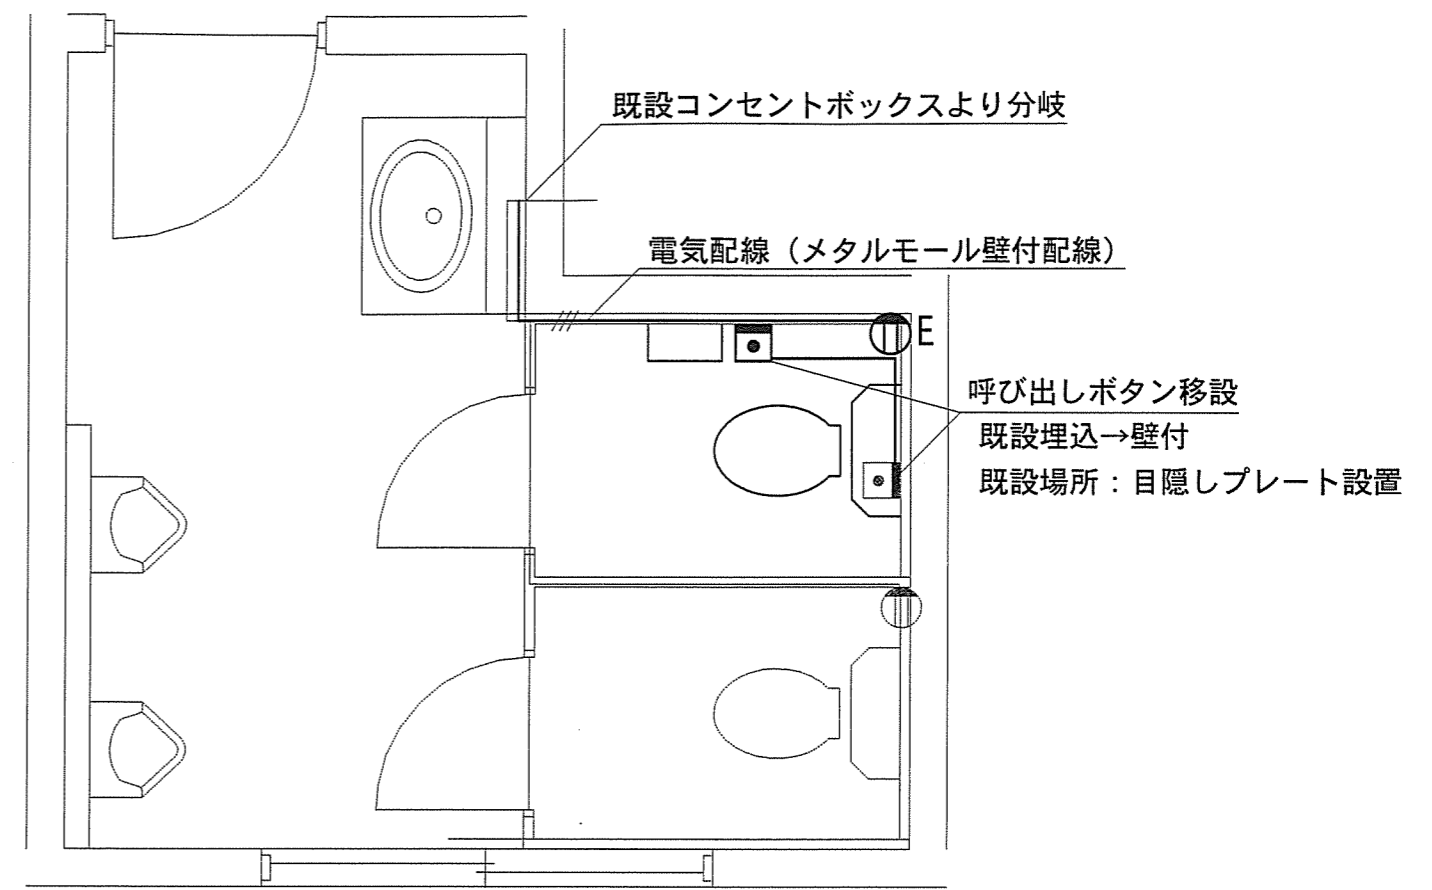 既設コンセントボックスより分岐
電気配線（メタルモール壁付配線）
E
呼び出しボタン移設
既設埋込→壁付
既設場所：目隠しプレート設置